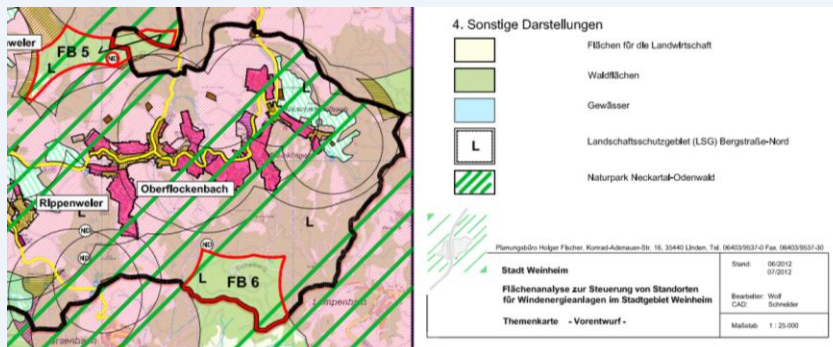 eweler
FB 5
ND
L
L
Oberflockenbach
RIppenweler
L
L
ND
ND
L
FB 6
4. Sonstige Darstellungen
Flächen für die Landwirtschaft
Waldflächen
Gewässer
L
Landschaftsschutzgebiet (LSG) Bergstraße-Nord
Naturpark Neckartal-Odenwald
Planungsbüro Holger Fischer, Konrad-Adenauer-Str. 16, 35440 Linden, Tel. 06403/9537-0 Fax. 06403/9537-30
Stadt Weinheim
Flächenanalyse zur Steuerung von Standorten
für Windenergieanlagen im Stadtgebiet Weinheim
Themenkarte - Vorentwurf -
Stand: 06/2012
07/2012
Bearbeiter: Wolf
CAD: Schneider
Maßstab 1 : 25.000